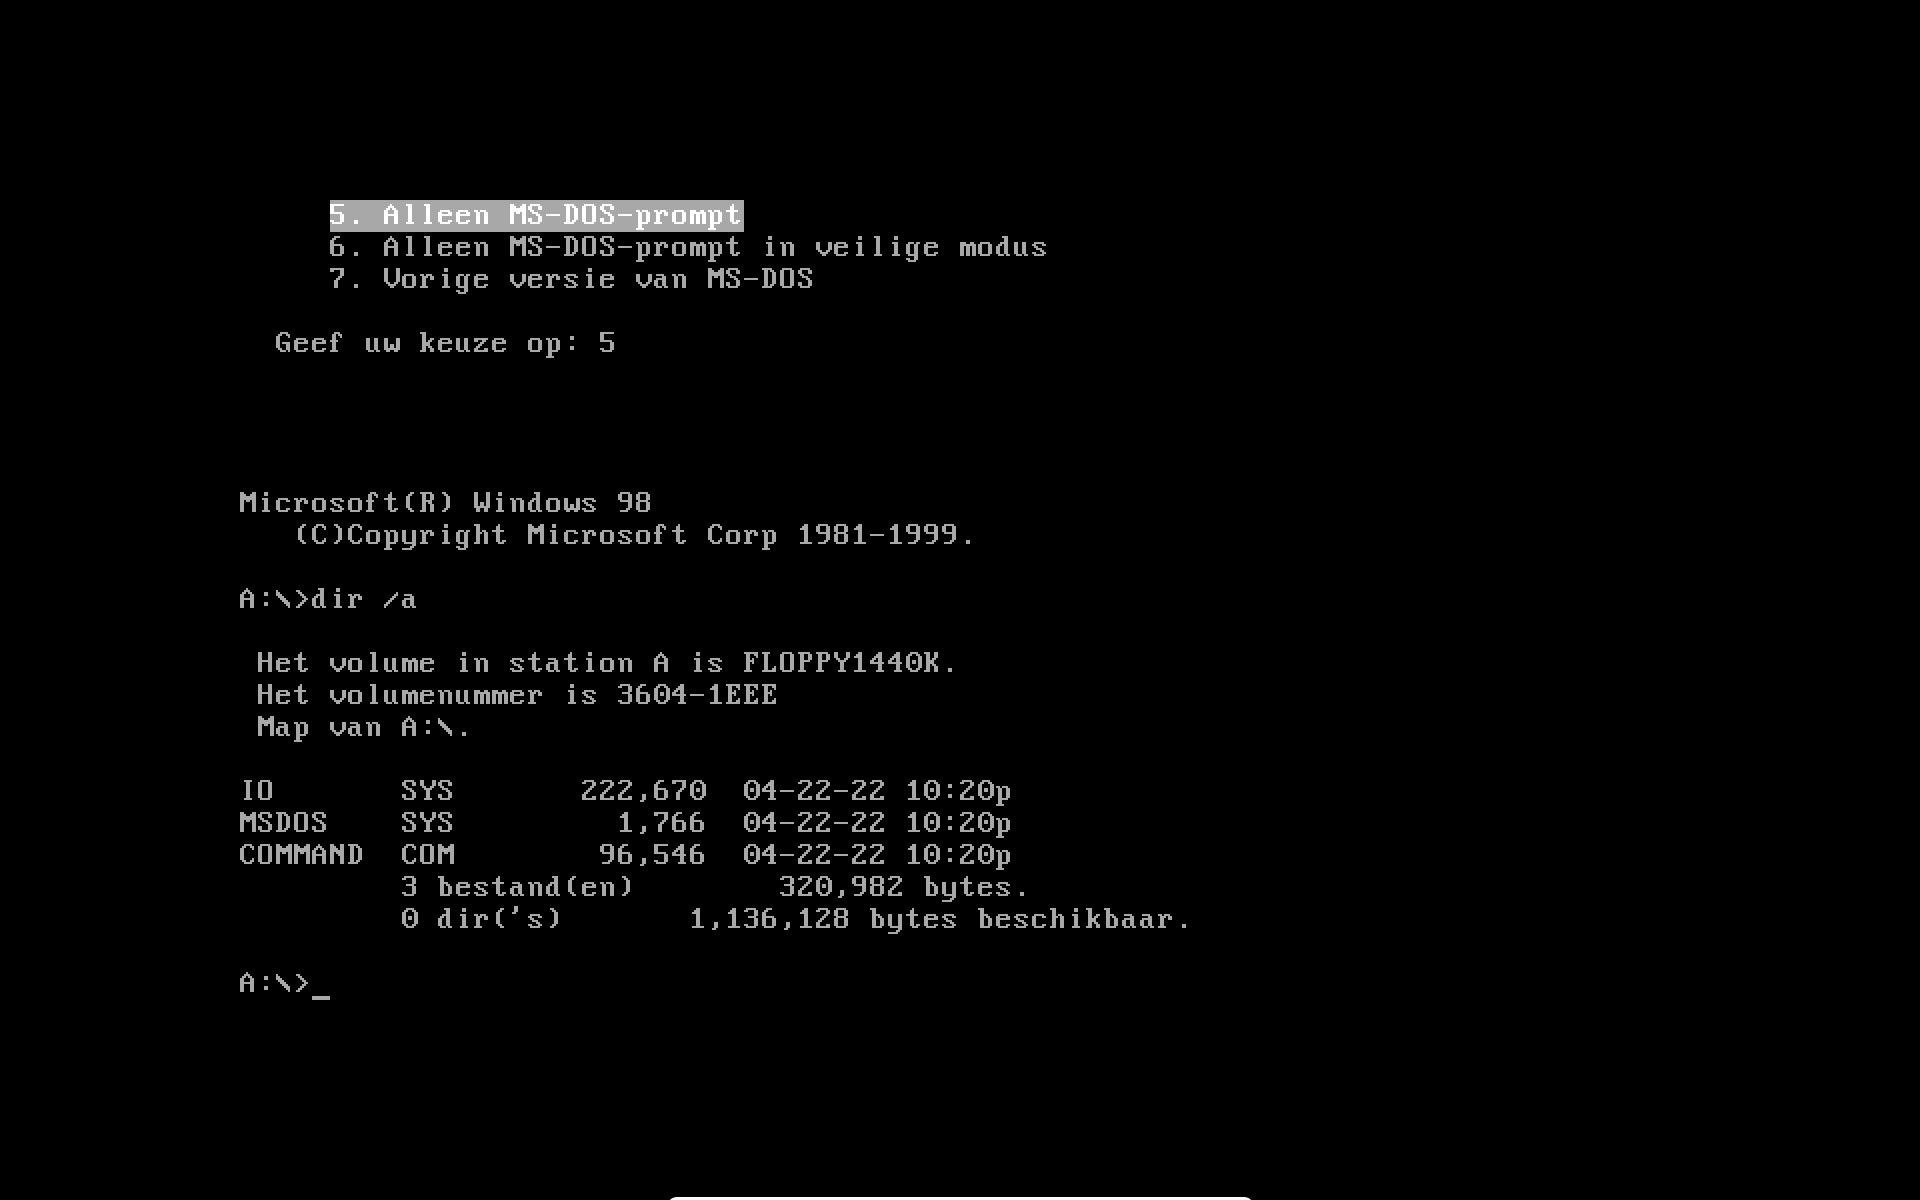 5. Alleen MS-DOS-prompt
6. Alleen MS-DOS-prompt in veilige modus
7. Vorige versie van MS-DOS
Geef uw keuze op: 5
Microsoft(R) Windows 98
(C)Copyright Microsoft Corp 1981-1999.
A:\>dir /a
Het volume in station A is FLOPPY1440K.
Het volumenummer is 3604-1EEE
Map van A:\.
IO       SYS       222,670  04-22-22 10:20p
MSDOS    SYS         1,766  04-22-22 10:20p
COMMAND  COM        96,546  04-22-22 10:20p
3 bestand(en)        320,982 bytes.
0 dir('s)       1,136,128 bytes beschikbaar.
A:\>_